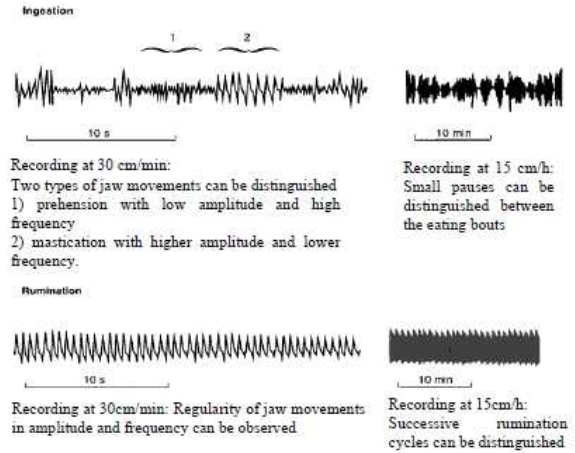 Ingestion
1
2
10 s
10 min
Recording at 30 cm/min:
Two types of jaw movements can be distinguished
1) prehension with low amplitude and high
frequency
2) mastication with higher amplitude and lower
frequency.
Recording at 15 cm/h:
Small pauses can be
distinguished between
the eating bouts
Rumination
10 s
10 min
Recording at 30cm/min: Regularity of jaw movements
in amplitude and frequency can be observed
Recording at 15cm/h:
Successive rumination
cycles can be distinguished